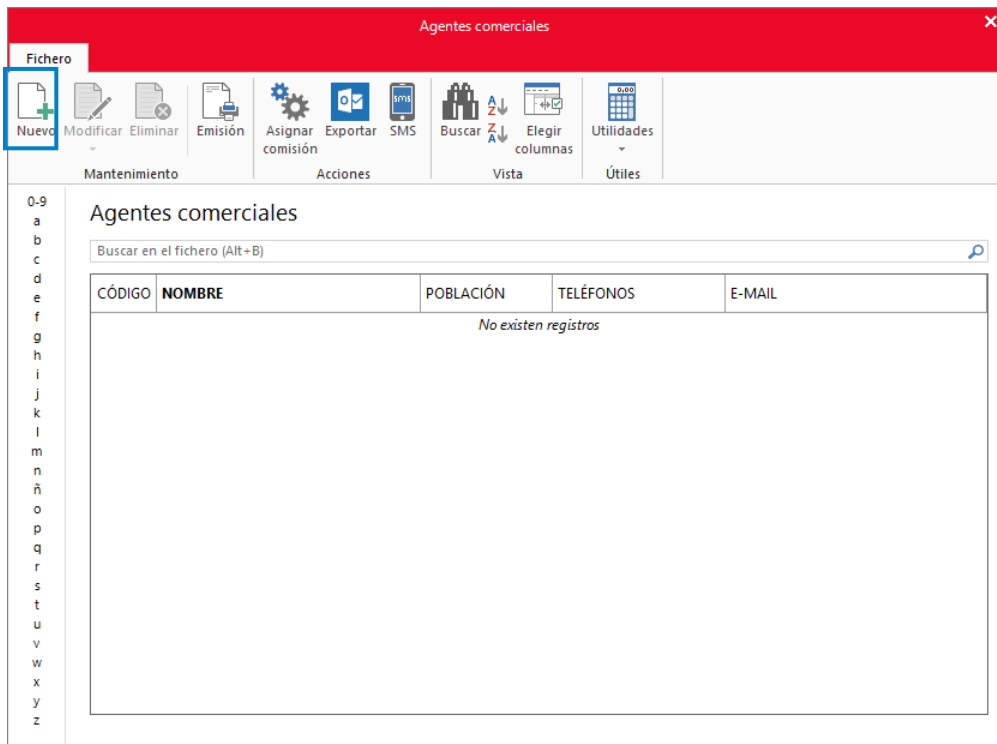 Agentes comerciales
Fichero
Nuevo Modificar Eliminar Emisión Asignar comisión Exportar SMS Buscar Elegir columnas Utilidades
Mantenimiento Acciones Vista Útiles
0-9
a
b
c
d
e
f
g
h
i
j
k
l
m
n
ñ
o
p
q
r
s
t
u
v
w
x
y
z
Agentes comerciales
Buscar en el fichero (Alt+B)
CÓDIGO NOMBRE POBLACIÓN TELÉFONOS E-MAIL
No existen registros